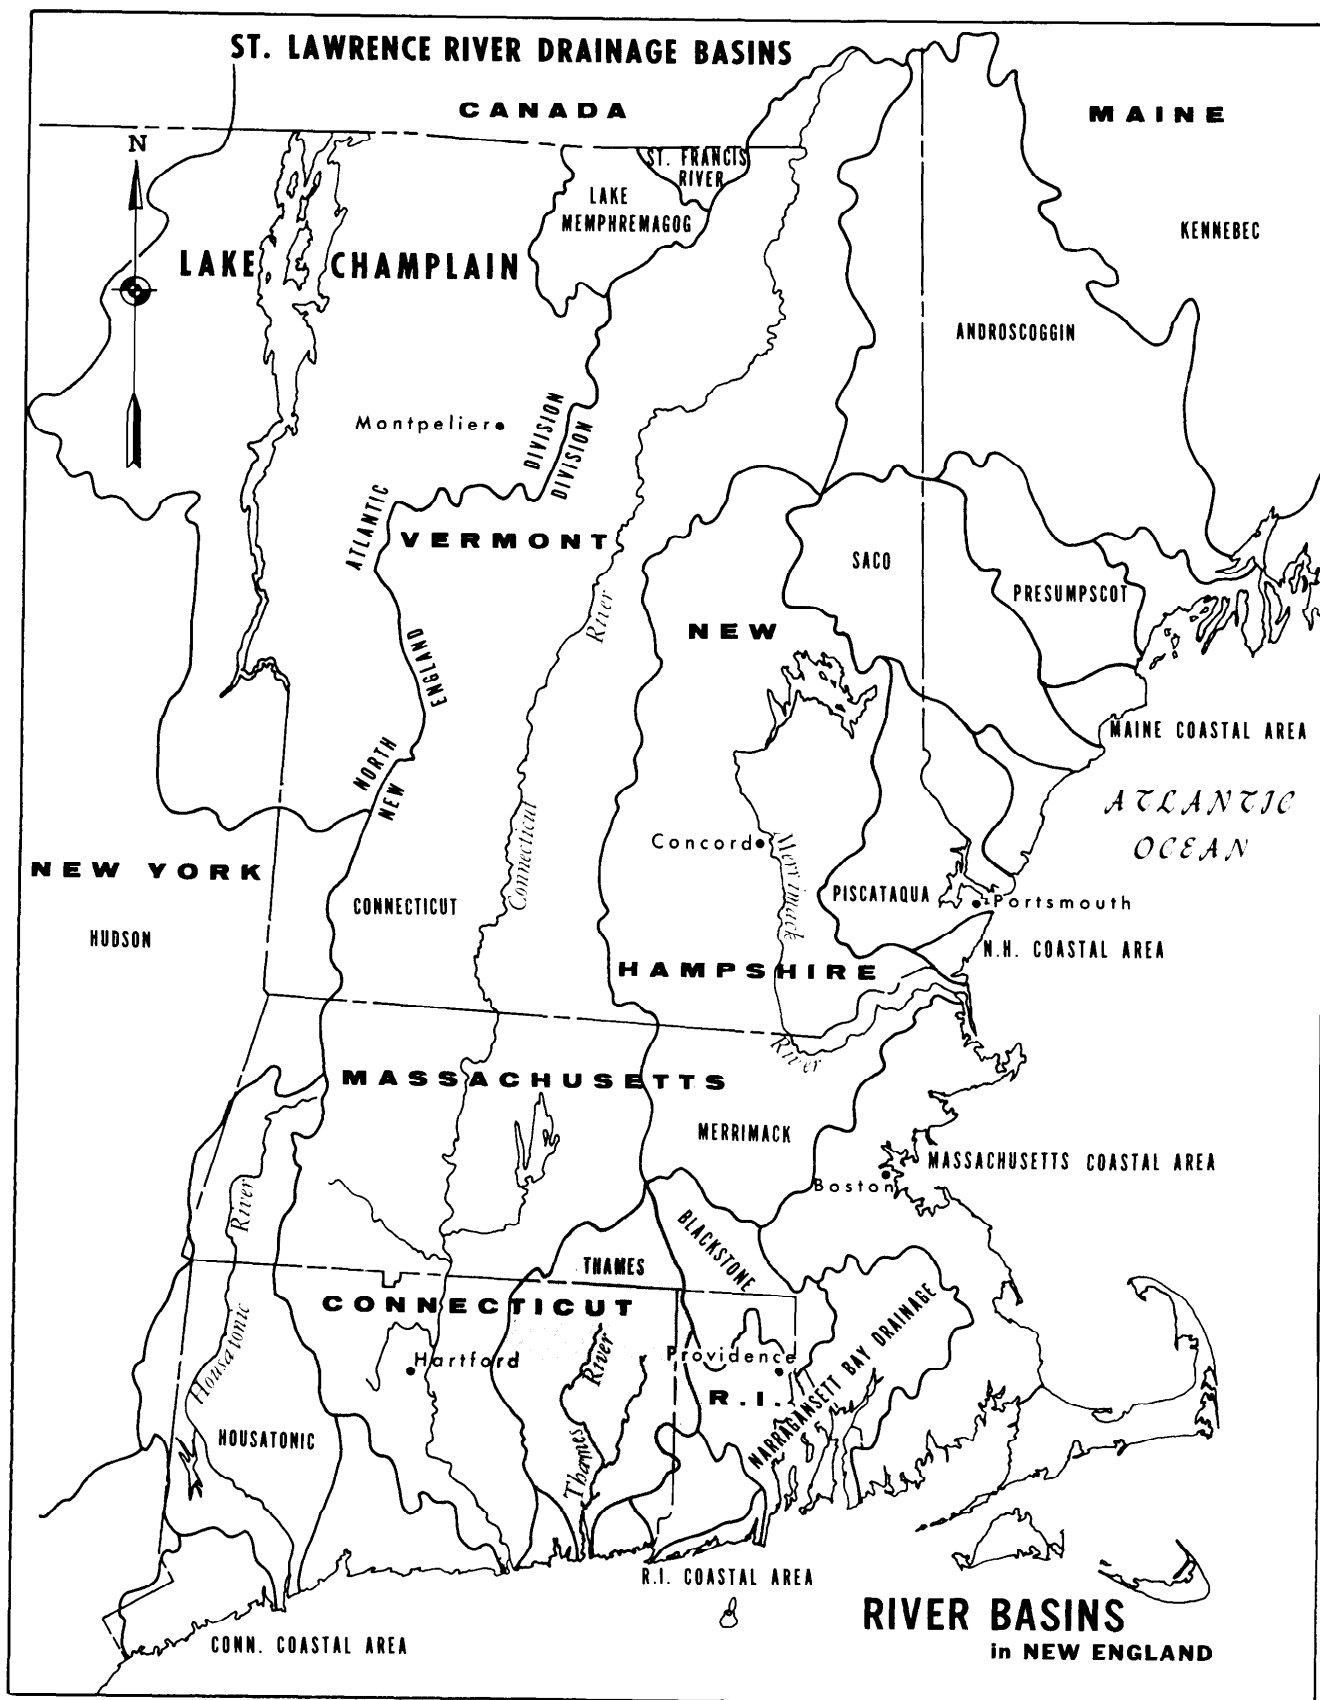 ST. LAWRENCE RIVER DRAINAGE BASINS
CANADA
MAINE
N
ST. FRANCIS
RIVER
LAKE
MEMPHREMAGOG
KENNEBEC
LAKE CHAMPLAIN
ANDROSCOGGIN
Montpelier
DIVISION
DIVISION
ATLANTIC
VERMONT
SACO
PRESUMPSCOT
River
NEW
ENGLAND
MAINE COASTAL AREA
NORTH
NEW
ATLANTIC
OCEAN
Connecticut
Concord
Merrimack
NEW YORK
PISCATAQUA
Portsmouth
CONNECTICUT
HUDSON
N.H. COASTAL AREA
HAMPSHIRE
River
MASSACHUSETTS
MERRIMACK
MASSACHUSETTS COASTAL AREA
Boston
River
BLACKSTONE
THAMES
CONNECTICUT
Housatonic
Hartford
River
Providence
R.I.
NARRAGANSETT BAY DRAINAGE
HOUSATONIC
Thames
R.I. COASTAL AREA
CONN. COASTAL AREA
RIVER BASINS
in NEW ENGLAND